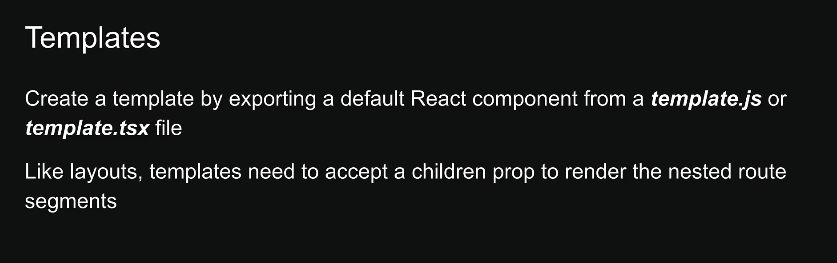 Templates
Create a template by exporting a default React component from a template.js or
template.tsx file
Like layouts, templates need to accept a children prop to render the nested route
segments